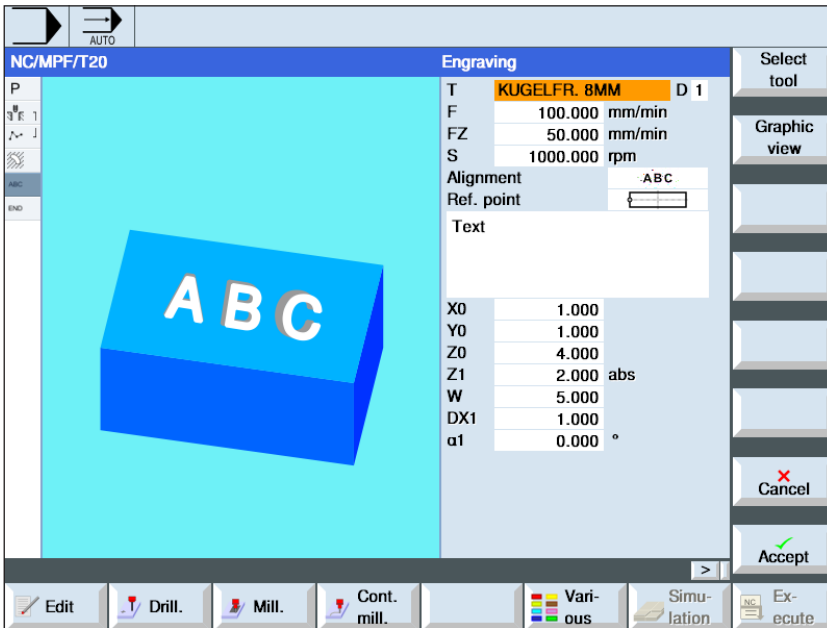 AUTO
NC/MPF/T20
Engraving
Select
tool
P
T KUGELFR. 8MM D 1
F 100.000 mm/min
FZ 50.000 mm/min
S 1000.000 rpm
Alignment ABC
Ref. point
Text
Graphic
view
1
ABC
END
ABC
X0 1.000
Y0 1.000
Z0 4.000
Z1 2.000 abs
W 5.000
DX1 1.000
α1 0.000 °
Cancel
Accept
>
Edit
Drill.
Mill.
Cont.
mill.
Vari-
ous
Simu-
lation
NC
Ex-
ecute